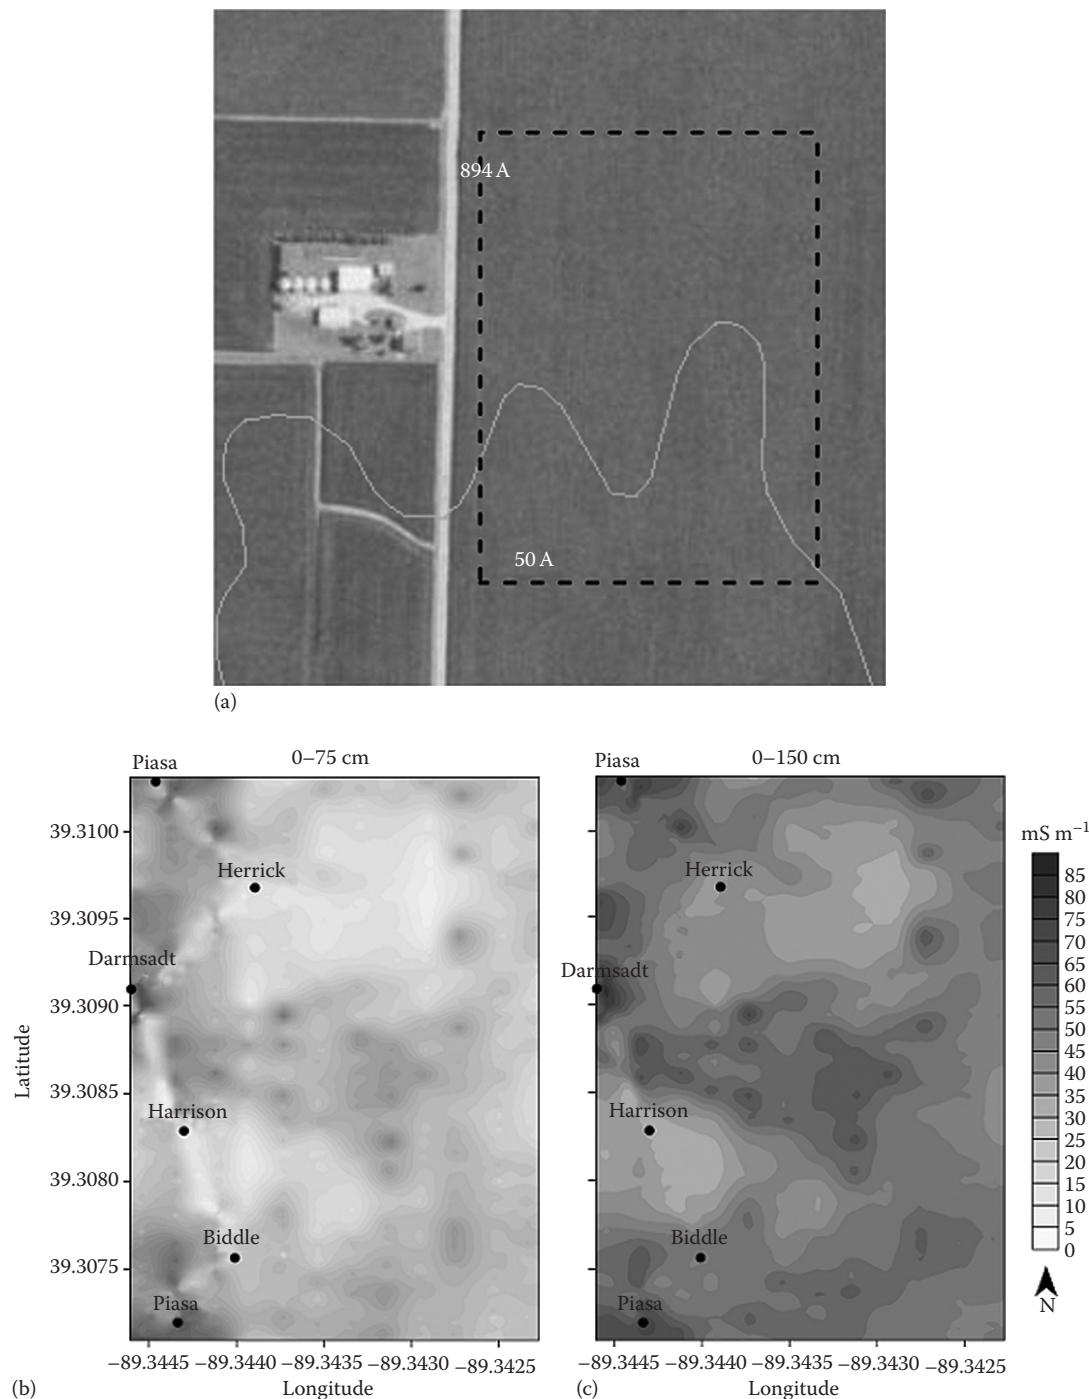 894 A
50 A
(a)
0–75 cm
0–150 cm
Piasa
Herrick
Darmsadt
Harrison
Biddle
Piasa
39.3100
39.3095
39.3090
39.3085
39.3080
39.3075
Latitude
–89.3445 –89.3440 –89.3435 –89.3430 –89.3425
Longitude
(b)
Piasa
Herrick
Darmsadt
Harrison
Biddle
Piasa
–89.3445 –89.3440 –89.3435 –89.3430 –89.3425
Longitude
(c)
mS m–1
85
80
75
70
65
60
55
50
45
40
35
30
25
20
15
10
5
0
N